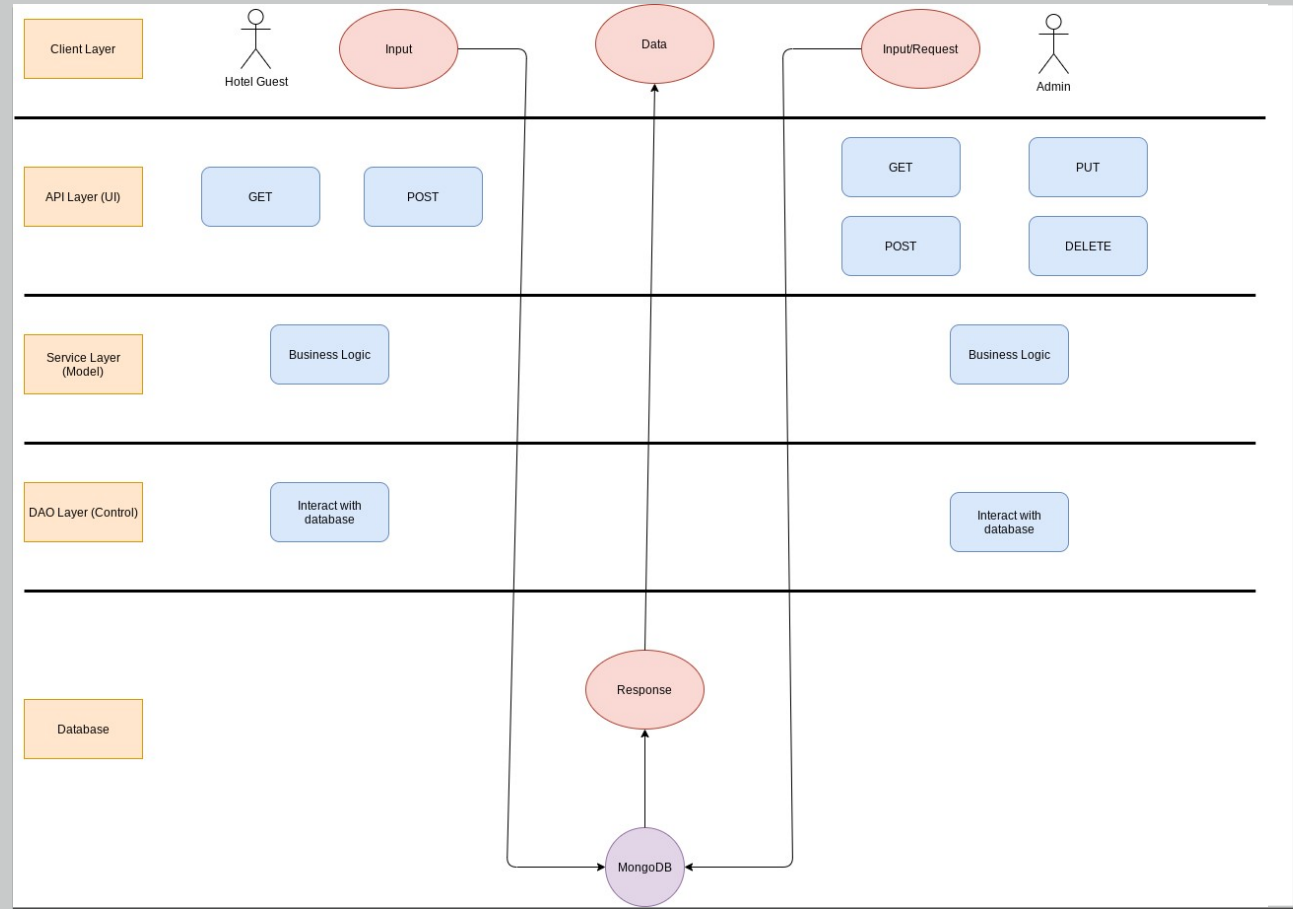 Client Layer
Hotel Guest
Input
Data
Input/Request
Admin
API Layer (UI)
GET
POST
GET
PUT
POST
DELETE
Service Layer
(Model)
Business Logic
Business Logic
DAO Layer (Control)
Interact with
database
Interact with
database
Database
Response
MongoDB